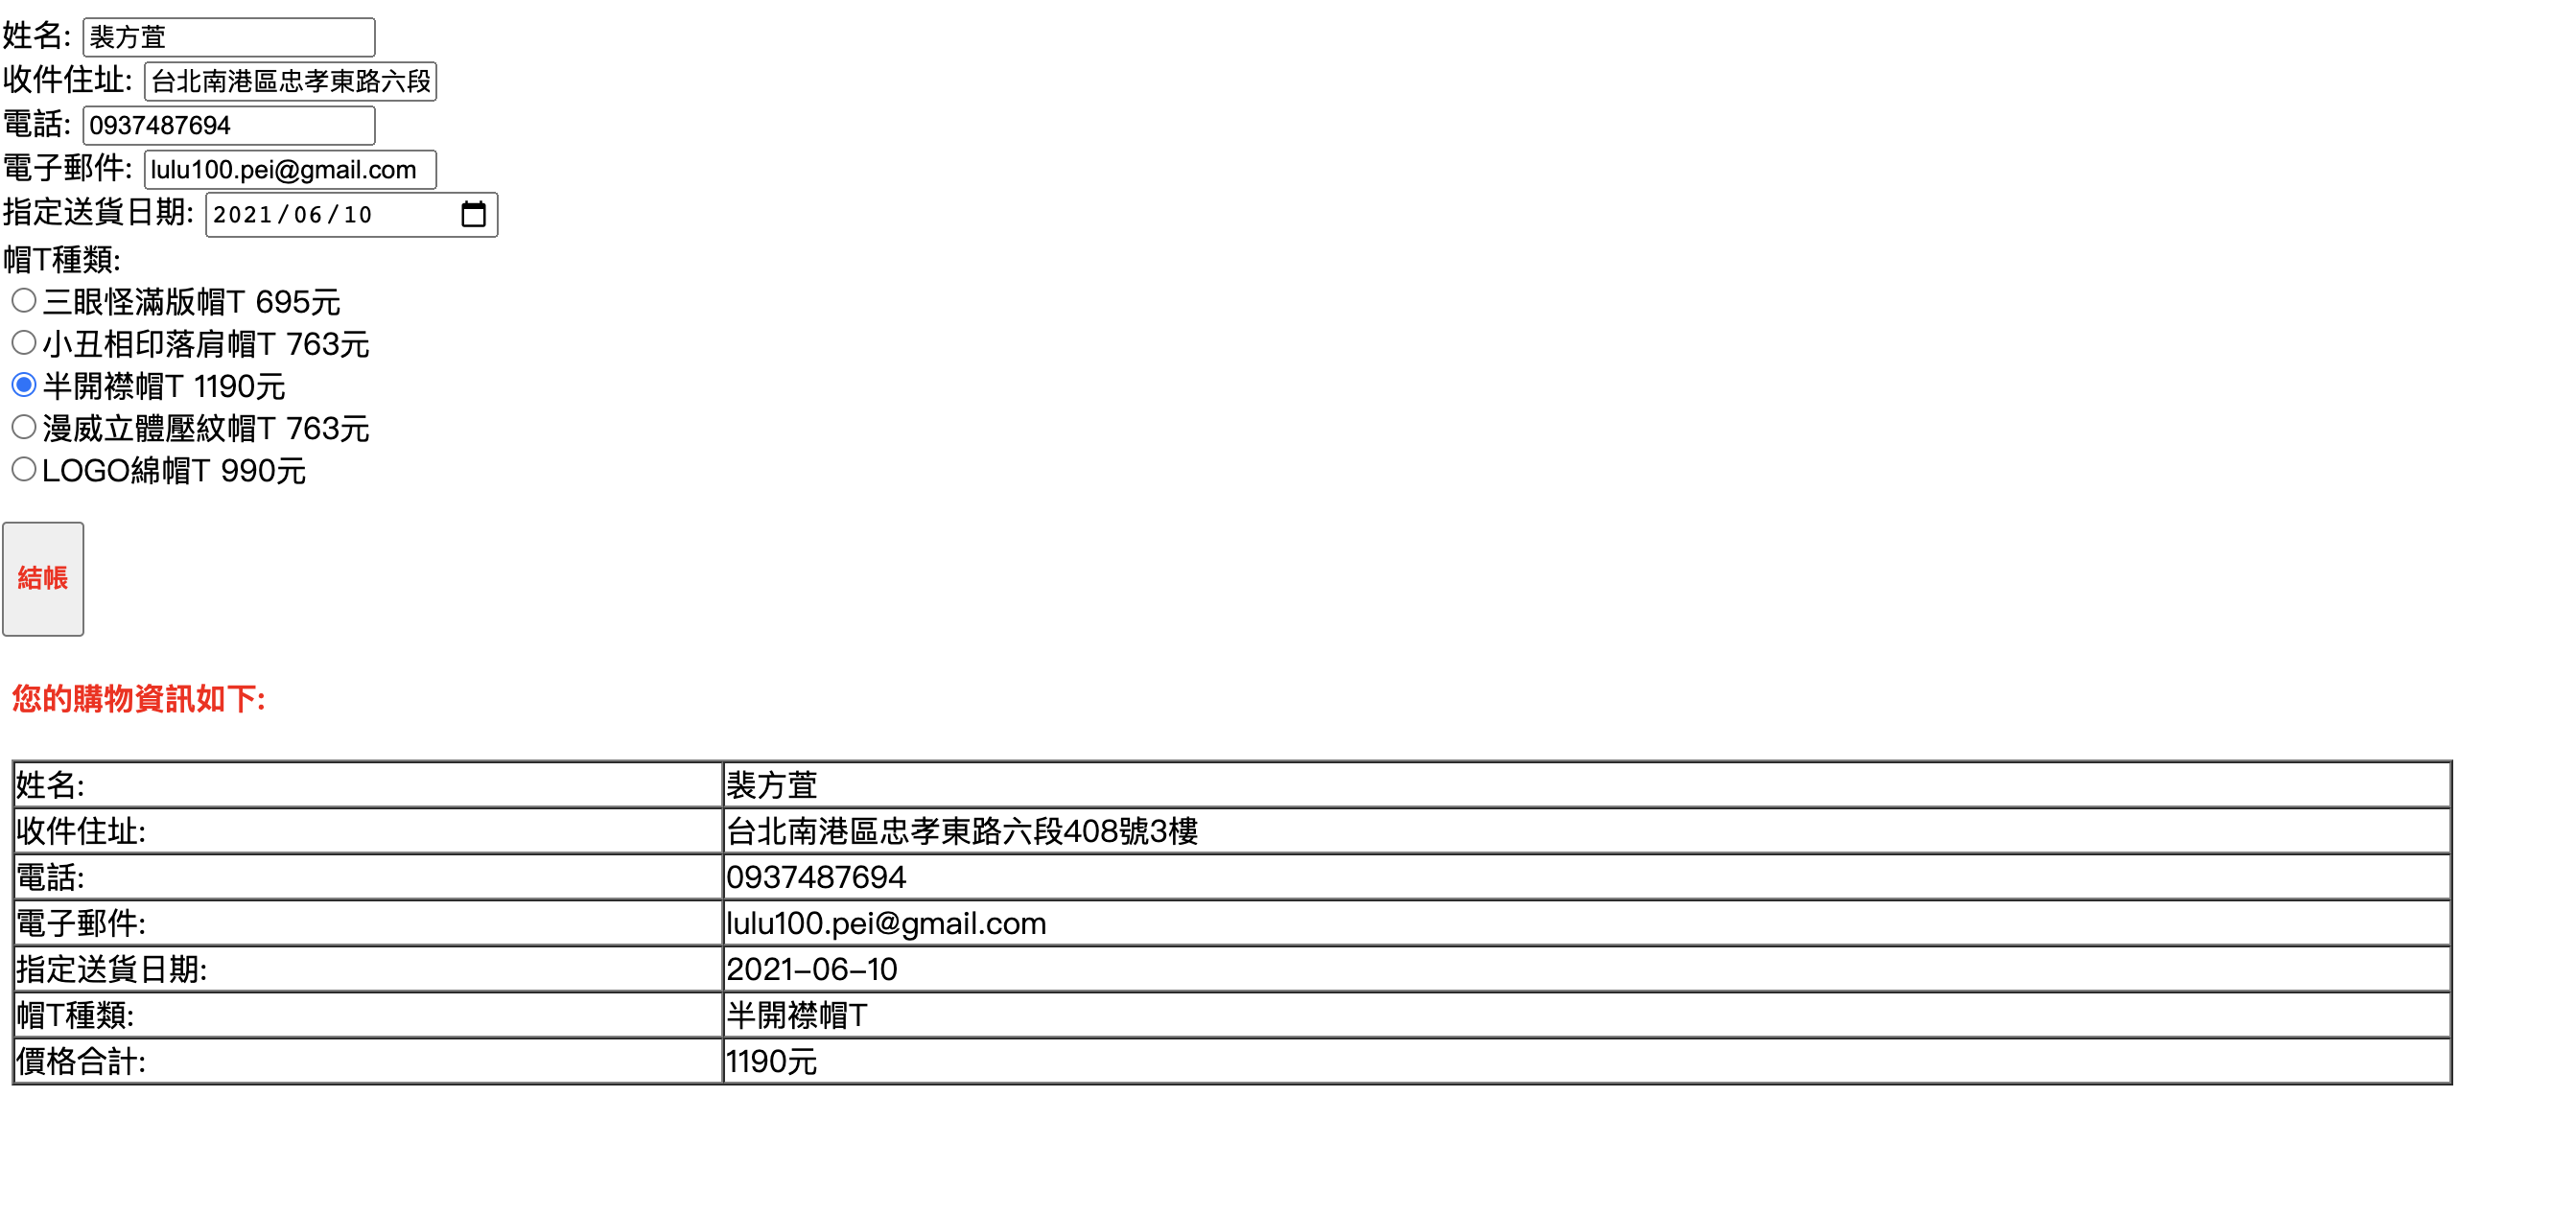 姓名: 裴方萱
收件住址: 台北南港區忠孝東路六段
電話: 0937487694
電子郵件: lulu100.pei@gmail.com
指定送貨日期: 2021/06/10
帽T種類:
三眼怪滿版帽T 695元
小丑相印落肩帽T 763元
半開襟帽T 1190元
漫威立體壓紋帽T 763元
LOGO綿帽T 990元
結帳
您的購物資訊如下:
姓名: 裴方萱
收件住址: 台北南港區忠孝東路六段408號3樓
電話: 0937487694
電子郵件: lulu100.pei@gmail.com
指定送貨日期: 2021-06-10
帽T種類: 半開襟帽T
價格合計: 1190元